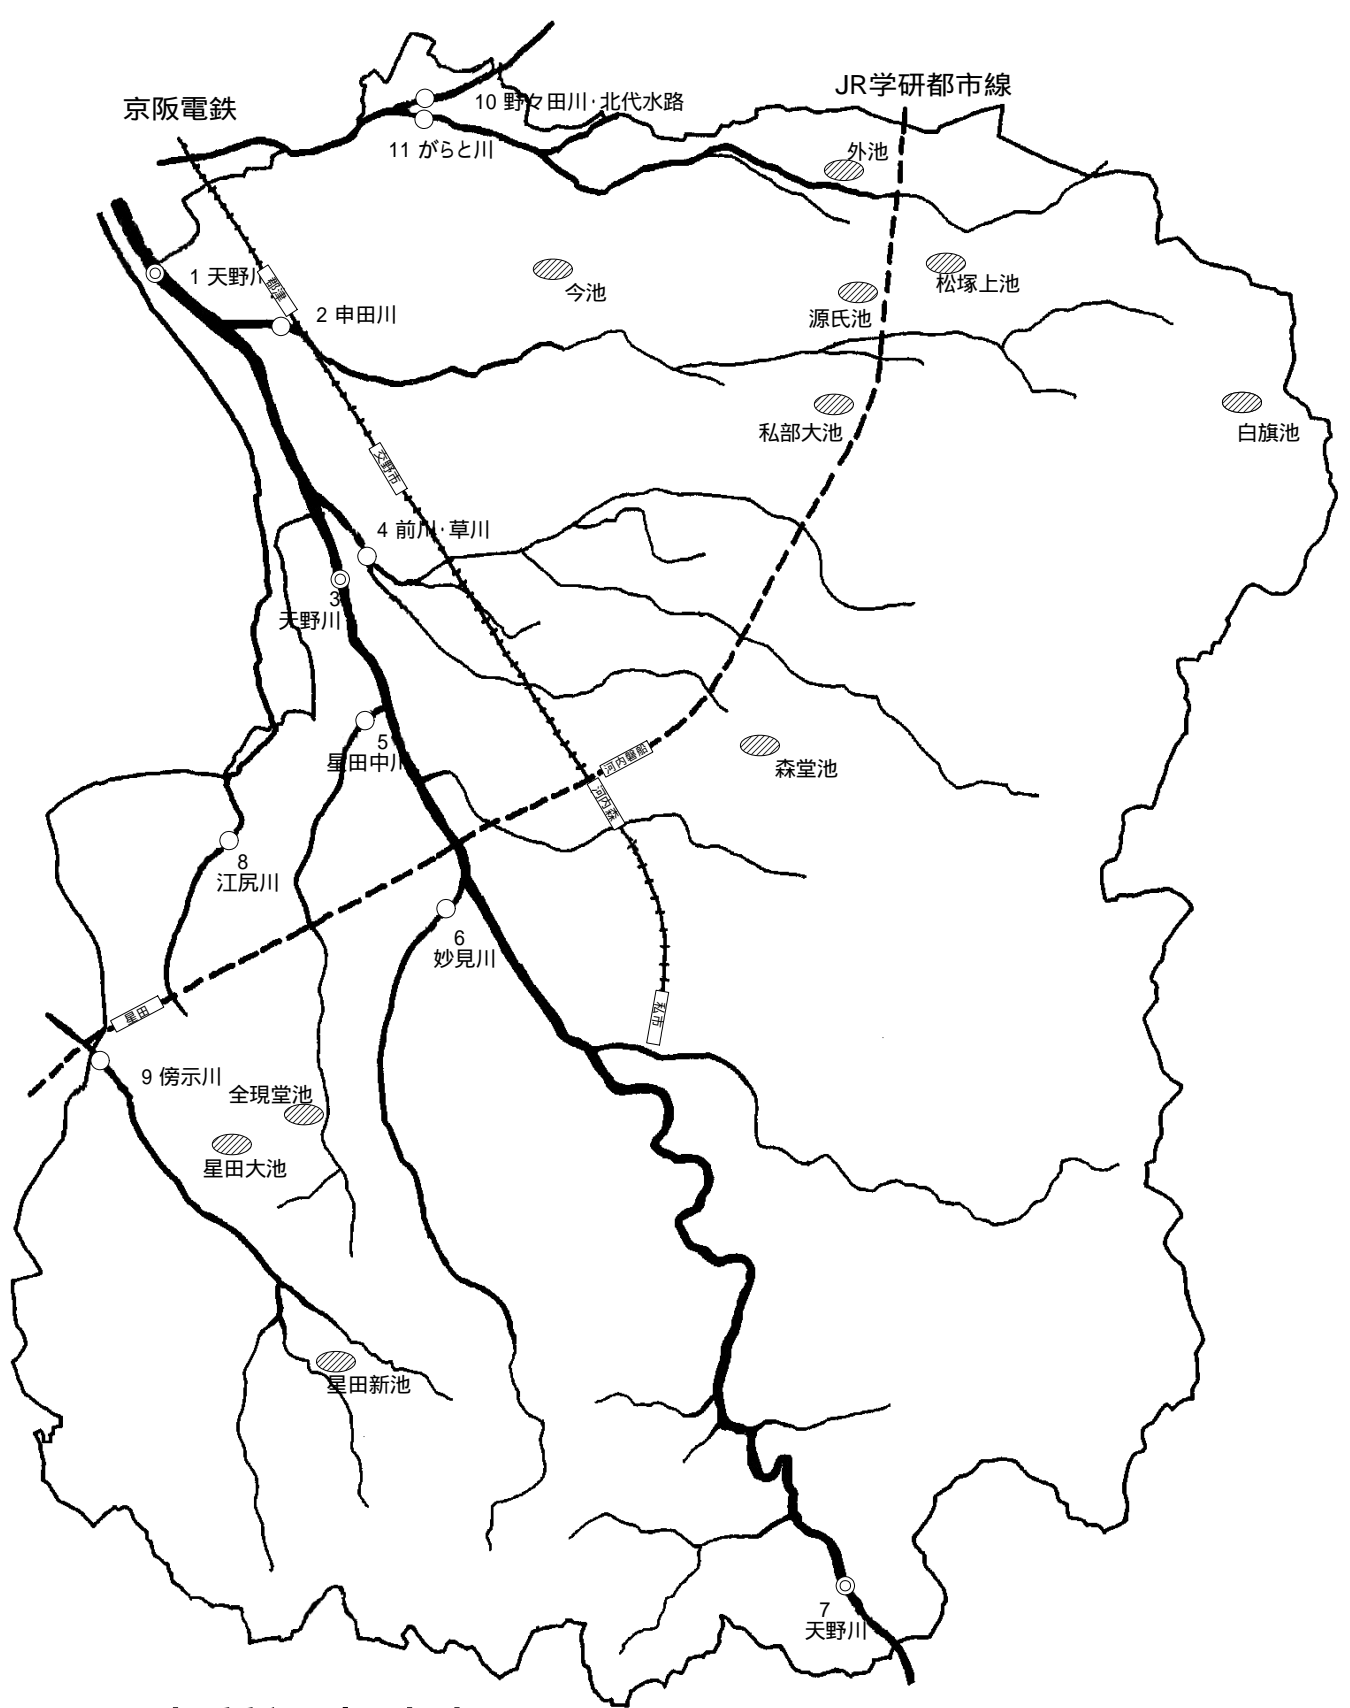 JR学研都市線
京阪電鉄
10 野々田川・北代水路
11 がらと川
外池
1 天野川
郡津
今池
松塚上池
源氏池
2 申田川
私部大池
白旗池
交野市
4 前川・草川
3
天野川
5
星田中川
河内磐船
森堂池
河内森
8
江尻川
6
妙見川
星田
私市
9 傍示川
全現堂池
星田大池
星田新池
7
天野川